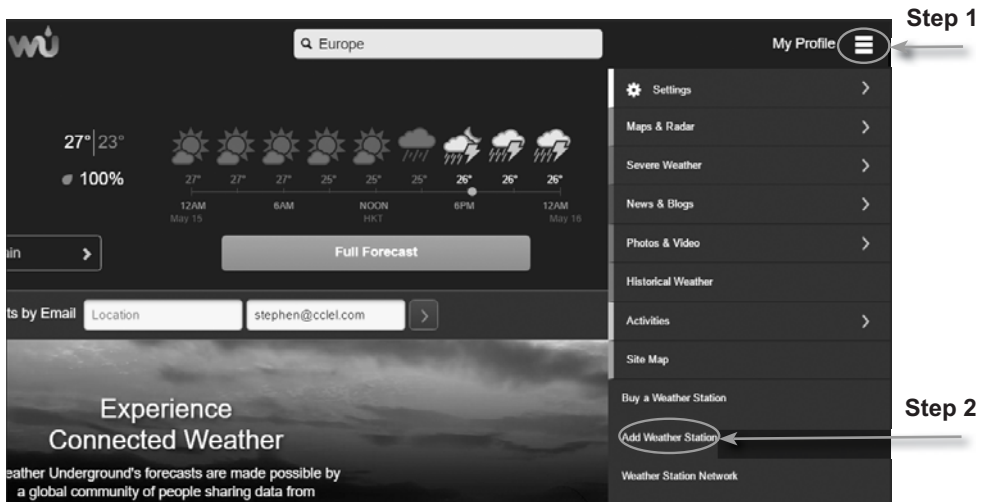 Step 1
wu
Europe
My Profile
Settings
Maps & Radar
Severe Weather
News & Blogs
Photos & Video
Historical Weather
Activities
Site Map
Buy a Weather Station
Add Weather Station
Weather Station Network
Step 2
27° 23°
100%
27° 27° 27° 25° 25° 25° 26° 26° 26°
12AM 6AM NOON 6PM 12AM
May 15 HKT May 16
ain
Full Forecast
ts by Email Location stephen@cclel.com
Experience
Connected Weather
eather Underground's forecasts are made possible by
a global community of people sharing data from